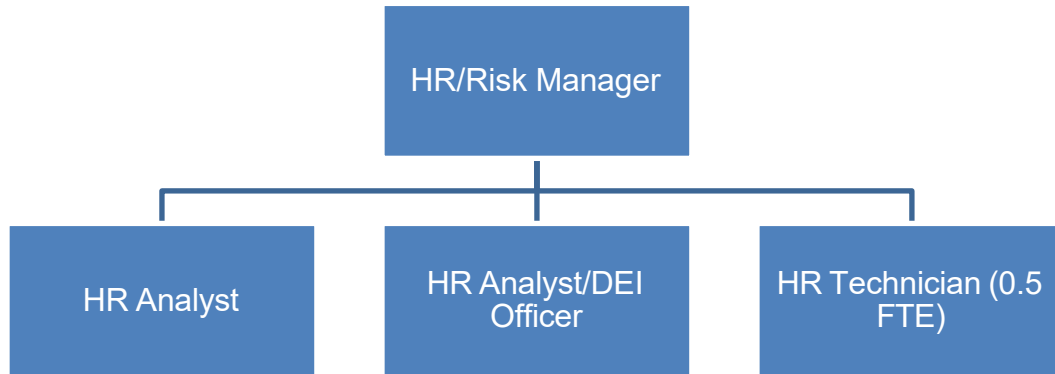 HR/Risk Manager
HR Analyst
HR Analyst/DEI
Officer
HR Technician (0.5
FTE)